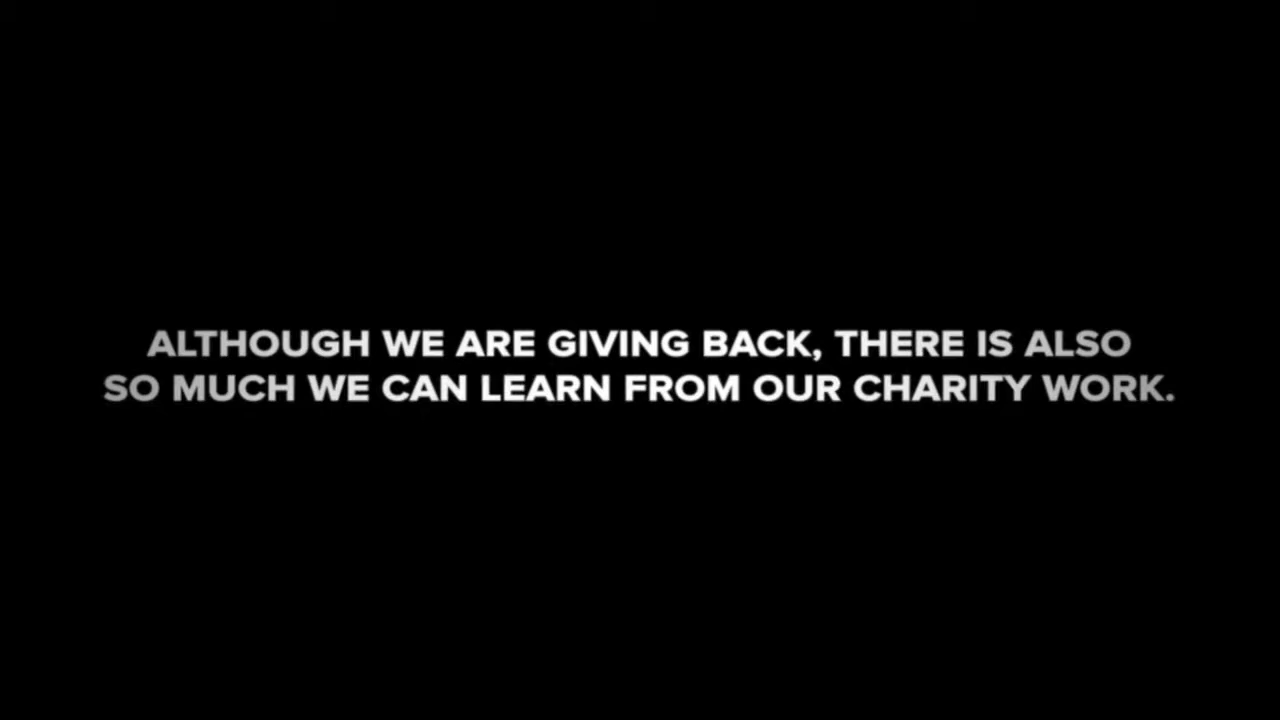 ALTHOUGH WE ARE GIVING BACK, THERE IS ALSO
SO MUCH WE CAN LEARN FROM OUR CHARITY WORK.